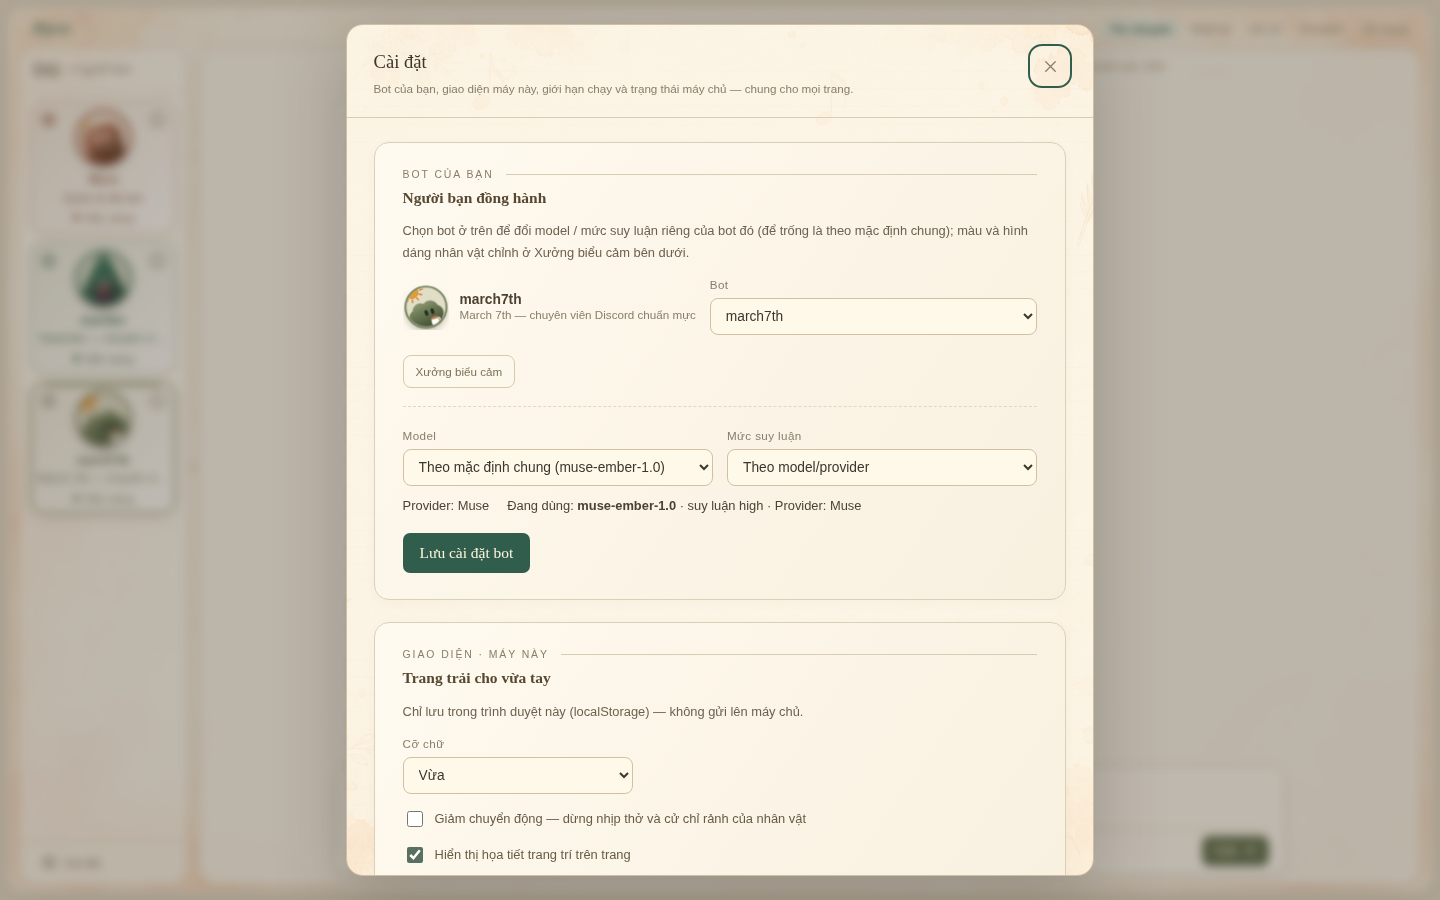 Cài đặt
Bot của bạn, giao diện máy này, giới hạn chạy và trạng thái máy chủ — chung cho mọi trang.
BOT CỦA BẠN
Người bạn đồng hành
Chọn bot ở trên để đổi model / mức suy luận riêng của bot đó (để trống là theo mặc định chung); màu và hình
dáng nhân vật chỉnh ở Xưởng biểu cảm bên dưới.
Bot
march7th
March 7th — chuyên viên Discord chuẩn mực
march7th
Xưởng biểu cảm
Model
Mức suy luận
Theo mặc định chung (muse-ember-1.0)
Theo model/provider
Provider: Muse
Đang dùng: muse-ember-1.0 · suy luận high · Provider: Muse
Lưu cài đặt bot
GIAO DIỆN · MÁY NÀY
Trang trải cho vừa tay
Chỉ lưu trong trình duyệt này (localStorage) — không gửi lên máy chủ.
Cỡ chữ
Vừa
Giảm chuyển động — dừng nhịp thở và cử chỉ rảnh của nhân vật
Hiển thị họa tiết trang trí trên trang